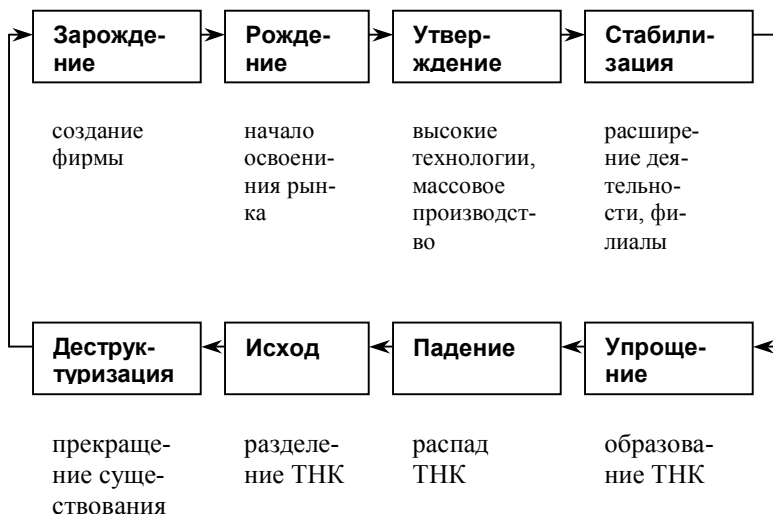 Зарожде-
ние
Рожде-
ние
Утвер-
ждение
Стабили-
зация
создание
фирмы
начало
освоени-
ния рын-
ка
высокие
технологии,
массовое
производст-
во
расшире-
ние дея-
тельно-
сти, фи-
лиалы
Деструк-
туризация
Исход
Падение
Упроще-
ние
прекраще-
ние суще-
ствования
разделе-
ние ТНК
распад
ТНК
образова-
ние ТНК